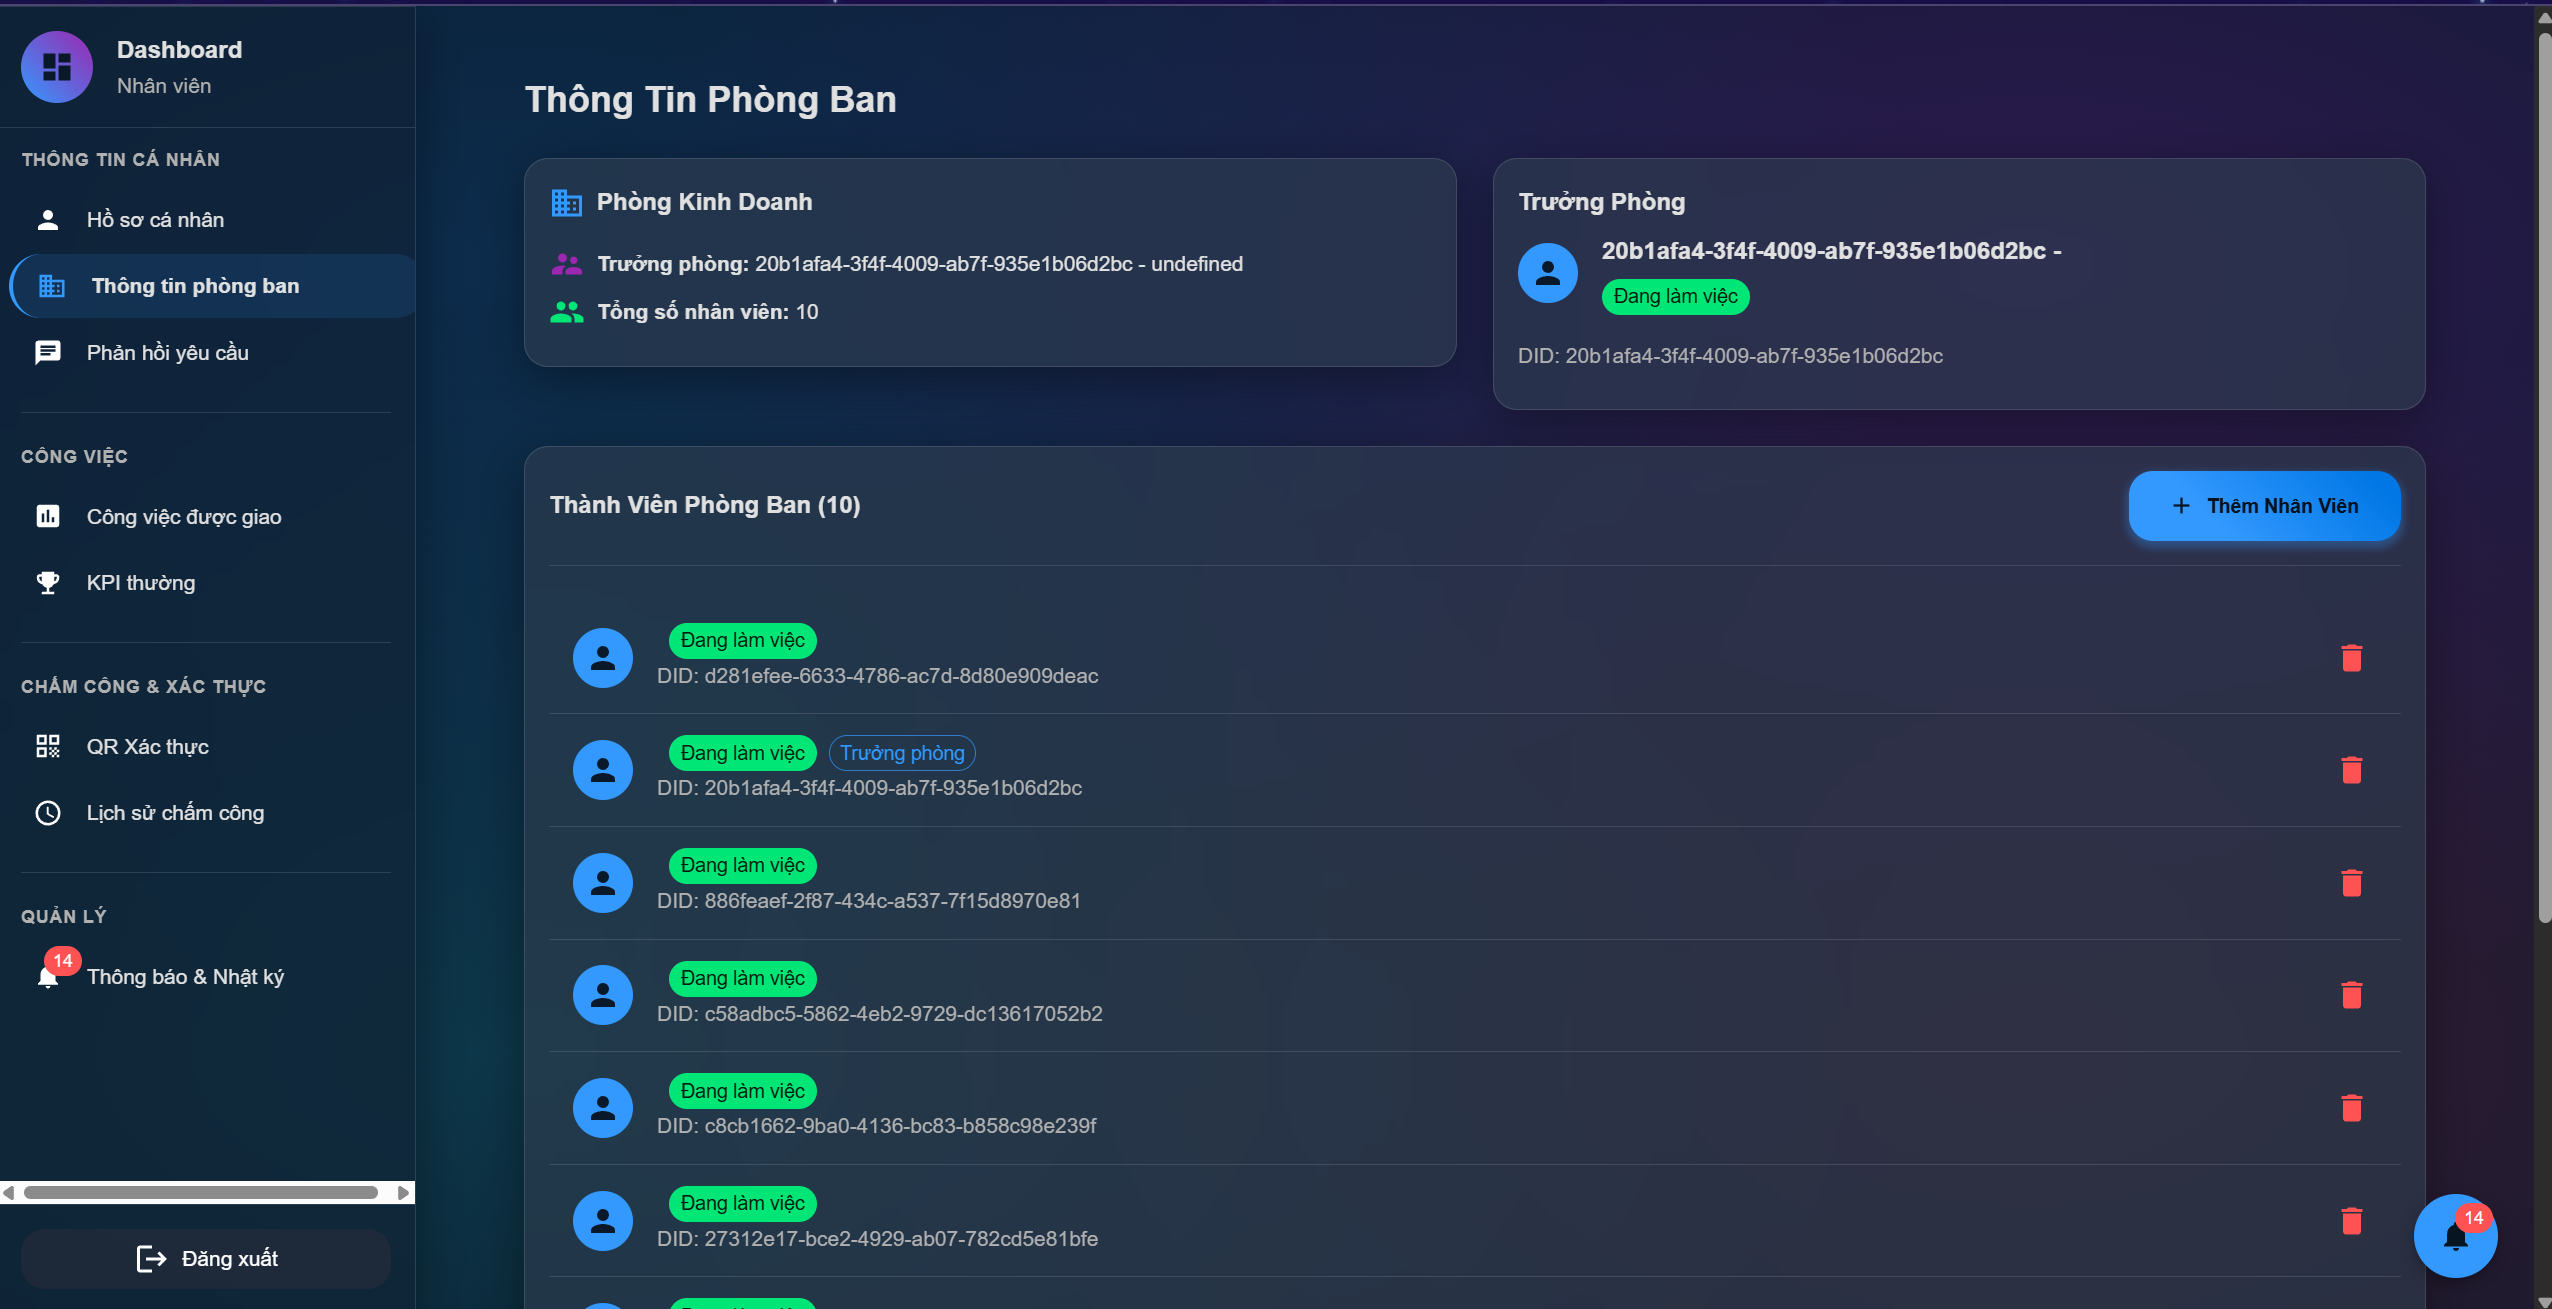 Dashboard
Nhân viên
THÔNG TIN CÁ NHÂN
Hồ sơ cá nhân
Thông tin phòng ban
Phản hồi yêu cầu
CÔNG VIỆC
Công việc được giao
KPI thưởng
CHẤM CÔNG & XÁC THỰC
QR Xác thực
Lịch sử chấm công
QUẢN LÝ
14
Thông báo & Nhật ký
Đăng xuất
Thông Tin Phòng Ban
Phòng Kinh Doanh
Trưởng phòng: 20b1afa4-3f4f-4009-ab7f-935e1b06d2bc - undefined
Tổng số nhân viên: 10
Trưởng Phòng
20b1afa4-3f4f-4009-ab7f-935e1b06d2bc -
Đang làm việc
DID: 20b1afa4-3f4f-4009-ab7f-935e1b06d2bc
Thành Viên Phòng Ban (10)
+ Thêm Nhân Viên
Đang làm việc
DID: d281efee-6633-4786-ac7d-8d80e909deac
Đang làm việc Trưởng phòng
DID: 20b1afa4-3f4f-4009-ab7f-935e1b06d2bc
Đang làm việc
DID: 886feaef-2f87-434c-a537-7f15d8970e81
Đang làm việc
DID: c58adbc5-5862-4eb2-9729-dc13617052b2
Đang làm việc
DID: c8cb1662-9ba0-4136-bc83-b858c98e239f
Đang làm việc
DID: 27312e17-bce2-4929-ab07-782cd5e81bfe
14